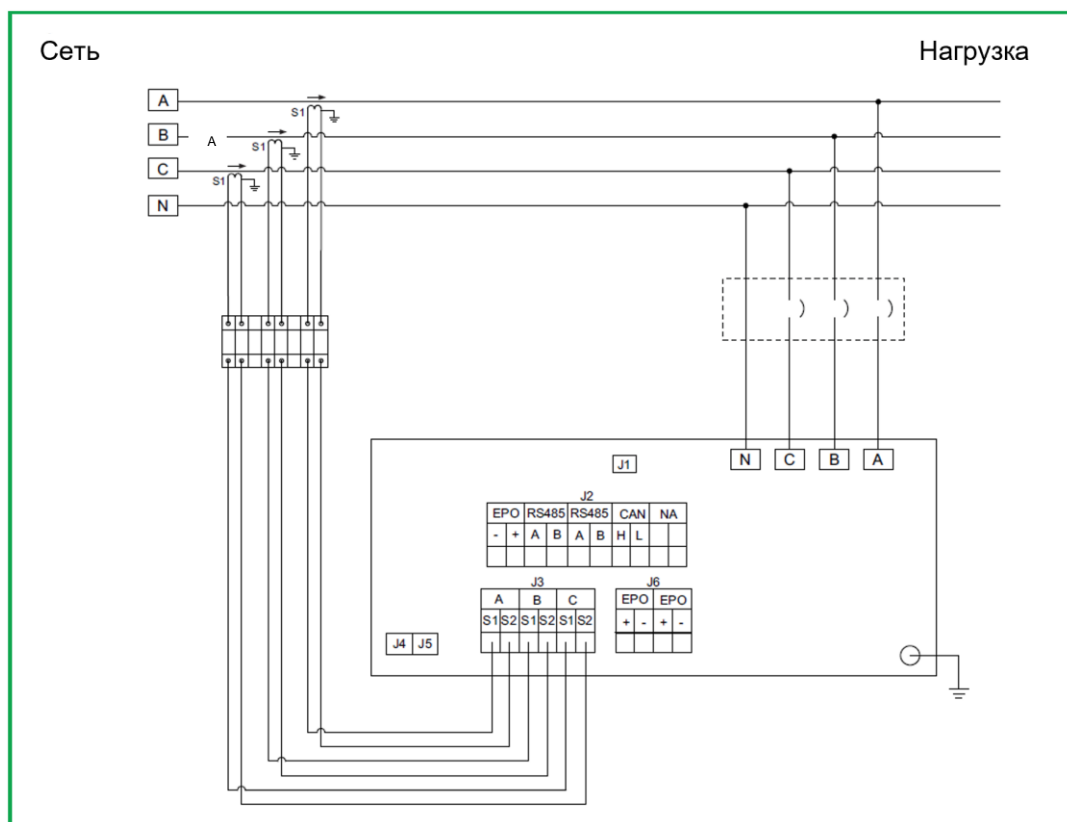 Сеть Нагрузка
A
S1
B A S1
C
S1
N
N C B A
J1
J2
EPO RS485 RS485 CAN NA
- + A B A B H L
J3 J6
A B C EPO EPO
S1 S2 S1 S2 S1 S2 + - + -
J4 J5